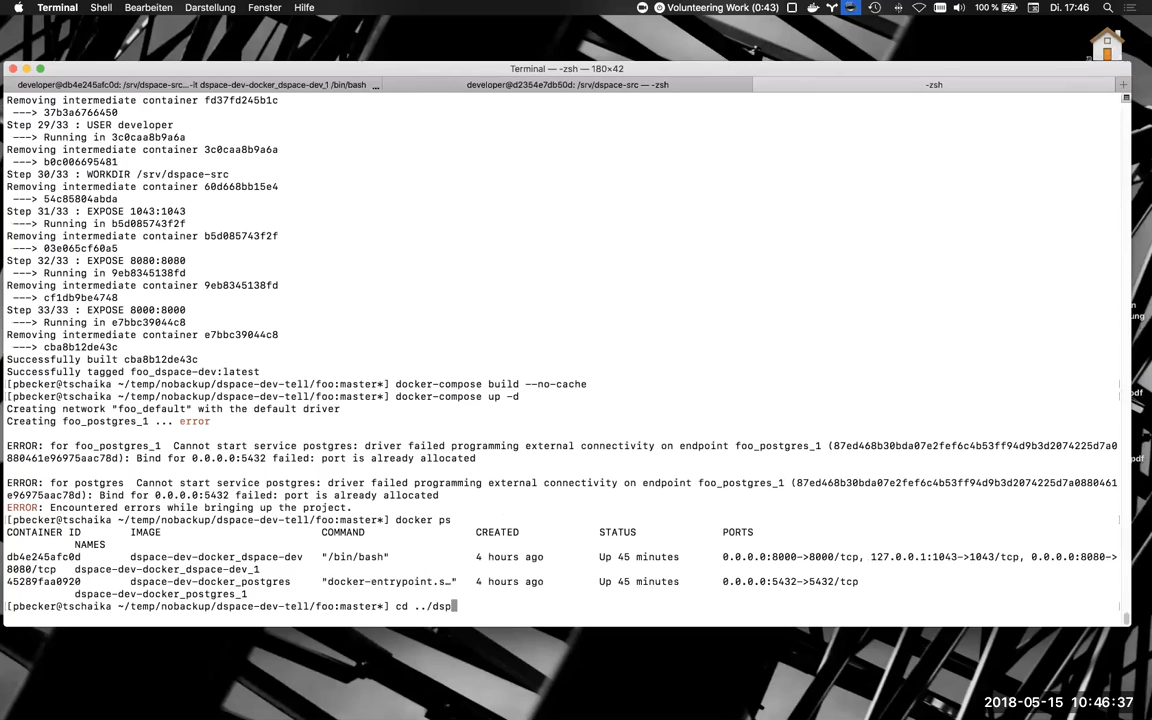 Terminal Shell Bearbeiten Darstellung Fenster Hilfe Volunteering Work (0:43) 100 % Di. 17:46
Terminal — -zsh — 180×42
developer@db4e245afc0d: /srv/dspace-src...-it dspace-dev-docker_dspace-dev_1 /bin/bash ... developer@d2354e7db50d: /srv/dspace-src — -zsh -zsh
Removing intermediate container fd37fd245b1c
---> 37b3a6766450
Step 29/33 : USER developer
---> Running in 3c0caa8b9a6a
Removing intermediate container 3c0caa8b9a6a
---> b0c006695481
Step 30/33 : WORKDIR /srv/dspace-src
Removing intermediate container 60d668bb15e4
---> 54c85804abda
Step 31/33 : EXPOSE 1043:1043
---> Running in b5d085743f2f
Removing intermediate container b5d085743f2f
---> 03e065cf60a5
Step 32/33 : EXPOSE 8080:8080
---> Running in 9eb8345138fd
Removing intermediate container 9eb8345138fd
---> cf1db9be4748
Step 33/33 : EXPOSE 8000:8000
---> Running in e7bbc39044c8
Removing intermediate container e7bbc39044c8
---> cba8b12de43c
Successfully built cba8b12de43c
Successfully tagged foo_dspace-dev:latest
[pbecker@tschaika ~/temp/nobackup/dspace-dev-tell/foo:master*] docker-compose build --no-cache
[pbecker@tschaika ~/temp/nobackup/dspace-dev-tell/foo:master*] docker-compose up -d
Creating network "foo_default" with the default driver
Creating foo_postgres_1 ... error
ERROR: for foo_postgres_1  Cannot start service postgres: driver failed programming external connectivity on endpoint foo_postgres_1 (87ed468b30bda07e2fef6c4b53ff94d9b3d2074225d7a0
880461e96975aac78d): Bind for 0.0.0.0:5432 failed: port is already allocated
ERROR: for postgres  Cannot start service postgres: driver failed programming external connectivity on endpoint foo_postgres_1 (87ed468b30bda07e2fef6c4b53ff94d9b3d2074225d7a0880461
e96975aac78d): Bind for 0.0.0.0:5432 failed: port is already allocated
ERROR: Encountered errors while bringing up the project.
[pbecker@tschaika ~/temp/nobackup/dspace-dev-tell/foo:master*] docker ps
CONTAINER ID IMAGE COMMAND CREATED STATUS PORTS
NAMES
db4e245afc0d dspace-dev-docker_dspace-dev "/bin/bash" 4 hours ago Up 45 minutes 0.0.0.0:8000->8000/tcp, 127.0.0.1:1043->1043/tcp, 0.0.0.0:8080->
8080/tcp dspace-dev-docker_dspace-dev_1
45289faa0920 dspace-dev-docker_postgres "docker-entrypoint.s…" 4 hours ago Up 45 minutes 0.0.0.0:5432->5432/tcp
dspace-dev-docker_postgres_1
[pbecker@tschaika ~/temp/nobackup/dspace-dev-tell/foo:master*] cd ../dsp
2018-05-15 10:46:37